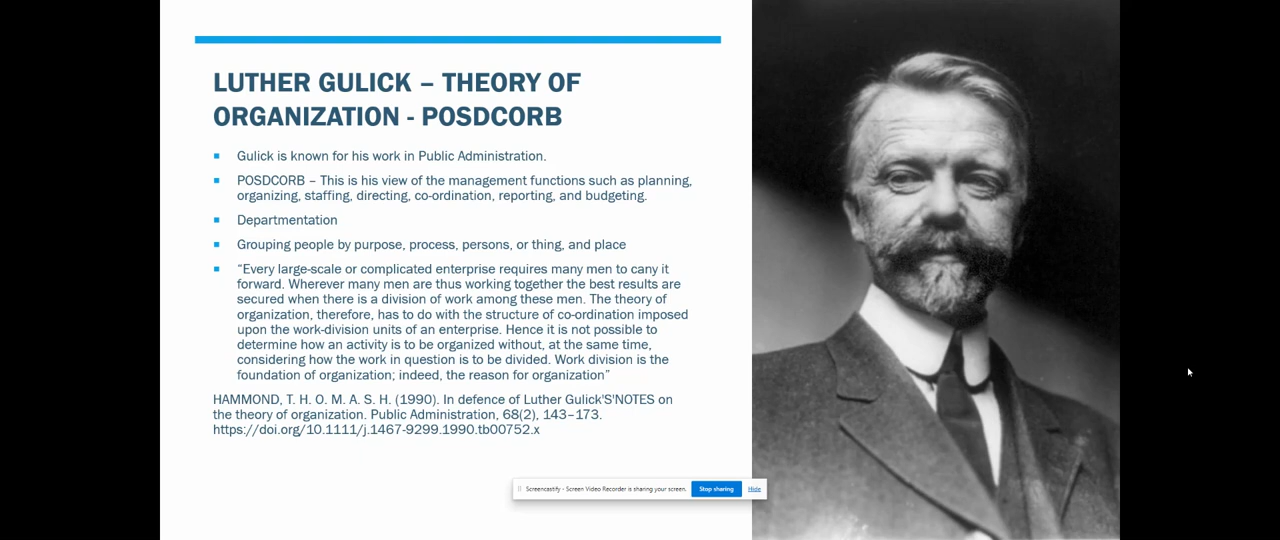 LUTHER GULICK – THEORY OF
ORGANIZATION - POSDCORB
Gulick is known for his work in Public Administration.
POSDCORB – This is his view of the management functions such as planning,
organizing, staffing, directing, co-ordination, reporting, and budgeting.
Departmentation
Grouping people by purpose, process, persons, or thing, and place
“Every large-scale or complicated enterprise requires many men to cany it
forward. Wherever many men are thus working together the best results are
secured when there is a division of work among these men. The theory of
organization, therefore, has to do with the structure of co-ordination imposed
upon the work-division units of an enterprise. Hence it is not possible to
determine how an activity is to be organized without, at the same time,
considering how the work in question is to be divided. Work division is the
foundation of organization; indeed, the reason for organization”
HAMMOND, T. H. O. M. A. S. H. (1990). In defence of Luther Gulick'S'NOTES on
the theory of organization. Public Administration, 68(2), 143–173.
https://doi.org/10.1111/j.1467-9299.1990.tb00752.x
Screencastify - Screen Video Recorder is sharing your screen. Stop sharing Hide